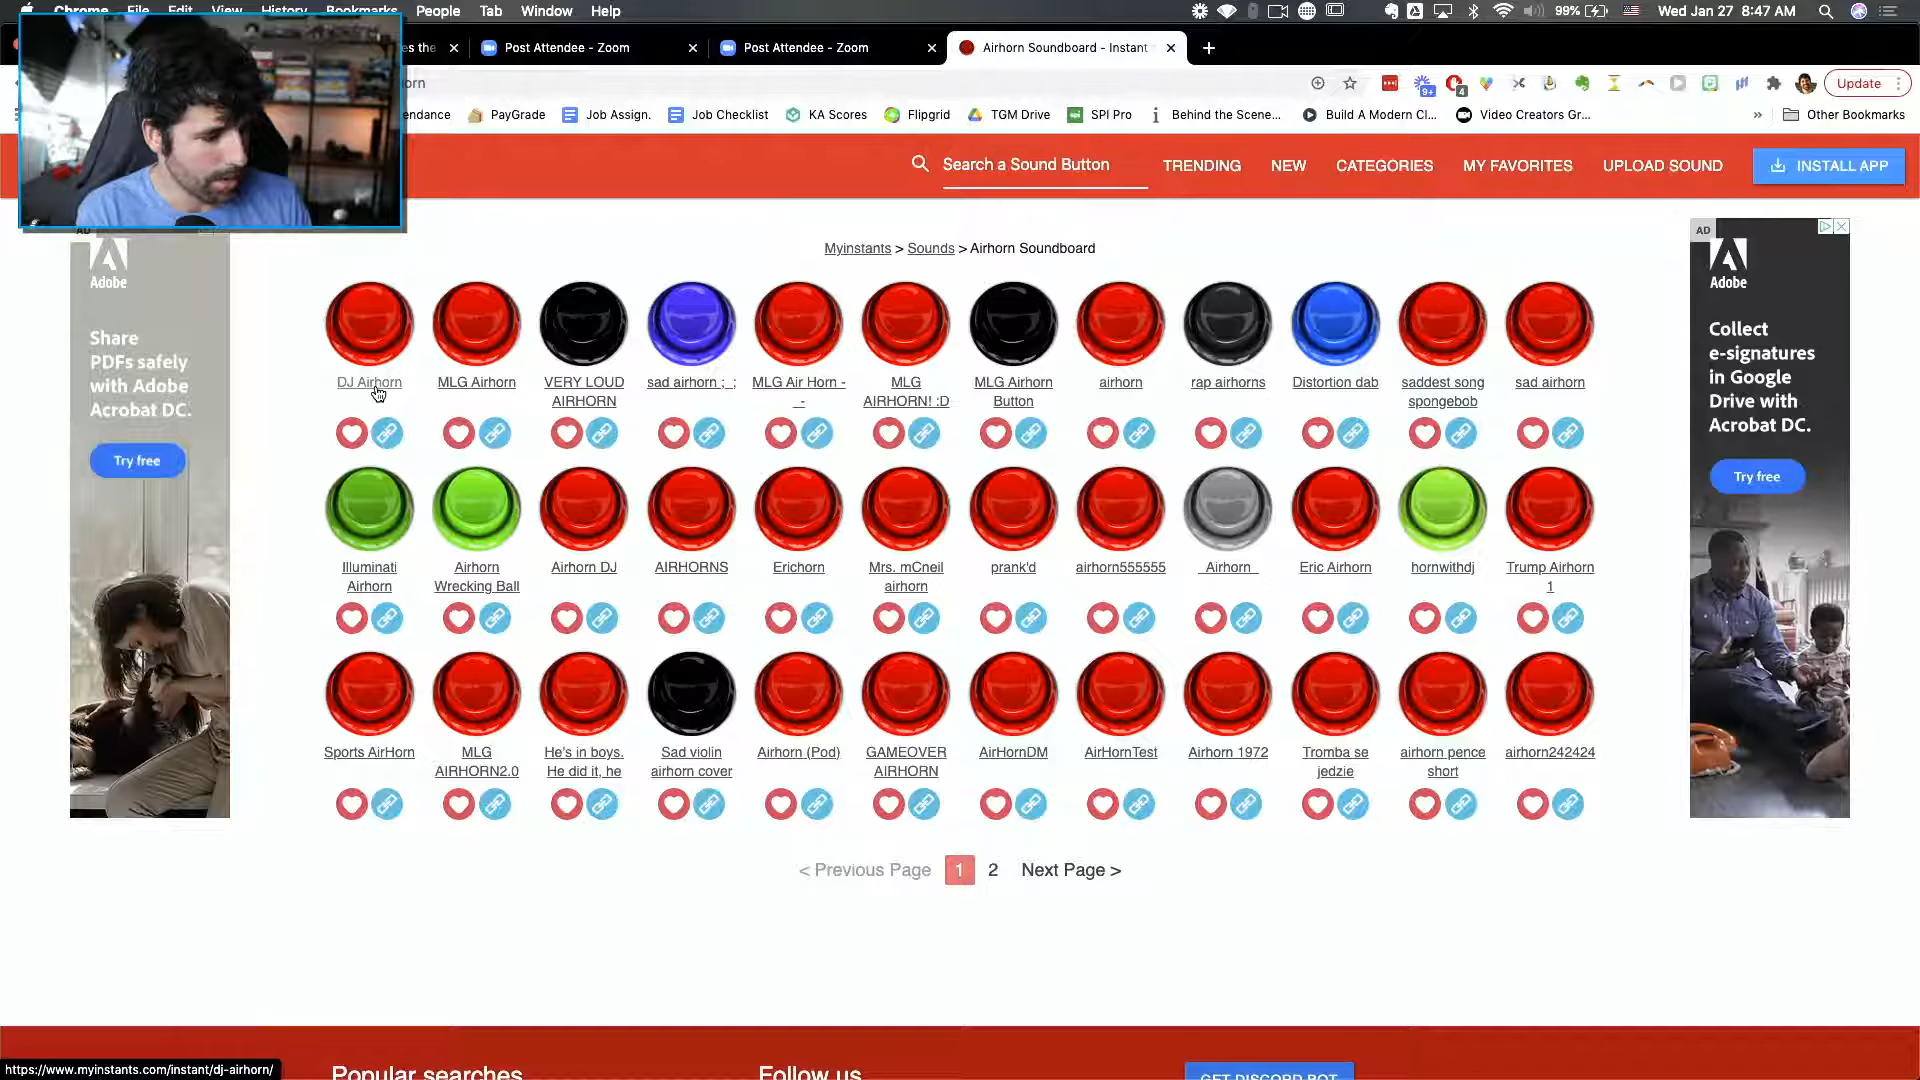 Chrome File Edit View History Bookmarks People Tab Window Help
99% Wed Jan 27 8:47 AM
es the
Post Attendee - Zoom
Post Attendee - Zoom
Airhorn Soundboard - Instant
orn
9+
4
Update
endance PayGrade Job Assign. Job Checklist KA Scores Flipgrid TGM Drive SPI Pro Behind the Scene... Build A Modern Cl... Video Creators Gr... » Other Bookmarks
Search a Sound Button TRENDING NEW CATEGORIES MY FAVORITES UPLOAD SOUND INSTALL APP
Myinstants > Sounds > Airhorn Soundboard
AD
Adobe
Share
PDFs safely
with Adobe
Acrobat DC.
Try free
DJ Airhorn
MLG Airhorn
VERY LOUD
AIRHORN
sad airhorn ;_;
MLG Air Horn -
_-
MLG
AIRHORN! :D
MLG Airhorn
Button
airhorn
rap airhorns
Distortion dab
saddest song
spongebob
sad airhorn
Illuminati
Airhorn
Airhorn
Wrecking Ball
Airhorn DJ
AIRHORNS
Erichorn
Mrs. mCneil
airhorn
prank'd
airhorn555555
_Airhorn_
Eric Airhorn
hornwithdj
Trump Airhorn
1
Sports AirHorn
MLG
AIRHORN2.0
He's in boys.
He did it, he
Sad violin
airhorn cover
Airhorn (Pod)
GAMEOVER
AIRHORN
AirHornDM
AirHornTest
Airhorn 1972
Tromba se
jedzie
airhorn pence
short
airhorn242424
AD
Adobe
Collect
e-signatures
in Google
Drive with
Acrobat DC.
Try free
< Previous Page 1 2 Next Page >
Popular searches
Follow us
GET DISCORD BOT
https://www.myinstants.com/instant/dj-airhorn/